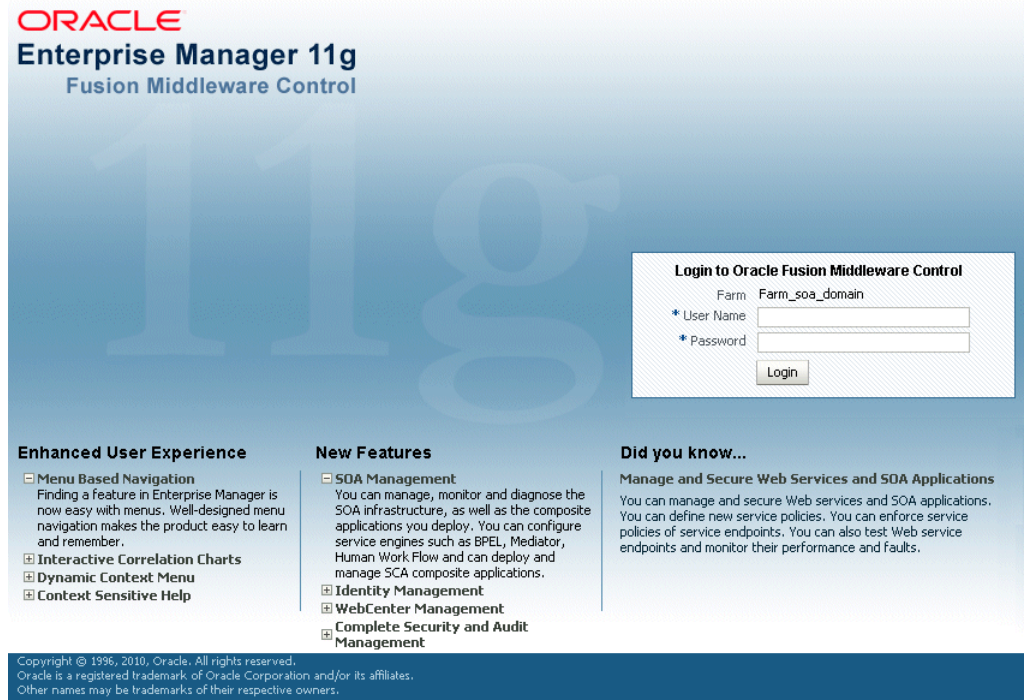 ORACLE
Enterprise Manager 11g
Fusion Middleware Control
11g
Login to Oracle Fusion Middleware Control
Farm Farm_soa_domain
* User Name
* Password
Login
Enhanced User Experience
Menu Based Navigation
Finding a feature in Enterprise Manager is
now easy with menus. Well-designed menu
navigation makes the product easy to learn
and remember.
Interactive Correlation Charts
Dynamic Context Menu
Context Sensitive Help
New Features
SOA Management
You can manage, monitor and diagnose the
SOA infrastructure, as well as the composite
applications you deploy. You can configure
service engines such as BPEL, Mediator,
Human Work Flow and can deploy and
manage SCA composite applications.
Identity Management
WebCenter Management
Complete Security and Audit
Management
Did you know...
Manage and Secure Web Services and SOA Applications
You can manage and secure Web services and SOA applications.
You can define new service policies. You can enforce service
policies of service endpoints. You can also test Web service
endpoints and monitor their performance and faults.
Copyright © 1996, 2010, Oracle. All rights reserved.
Oracle is a registered trademark of Oracle Corporation and/or its affiliates.
Other names may be trademarks of their respective owners.